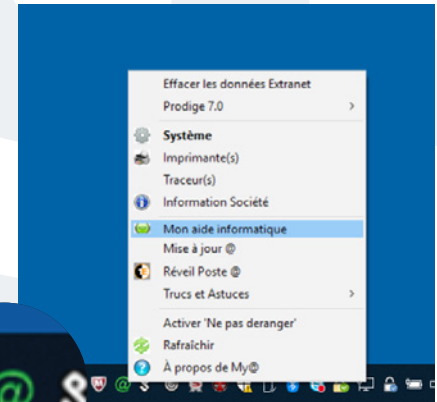 Effacer les données Extranet
Prodige 7.0
Système
Imprimante(s)
Traceur(s)
Information Société
Mon aide informatique
Mise à jour @
Réveil Poste @
Trucs et Astuces
Activer 'Ne pas deranger'
Rafraîchir
À propos de My@